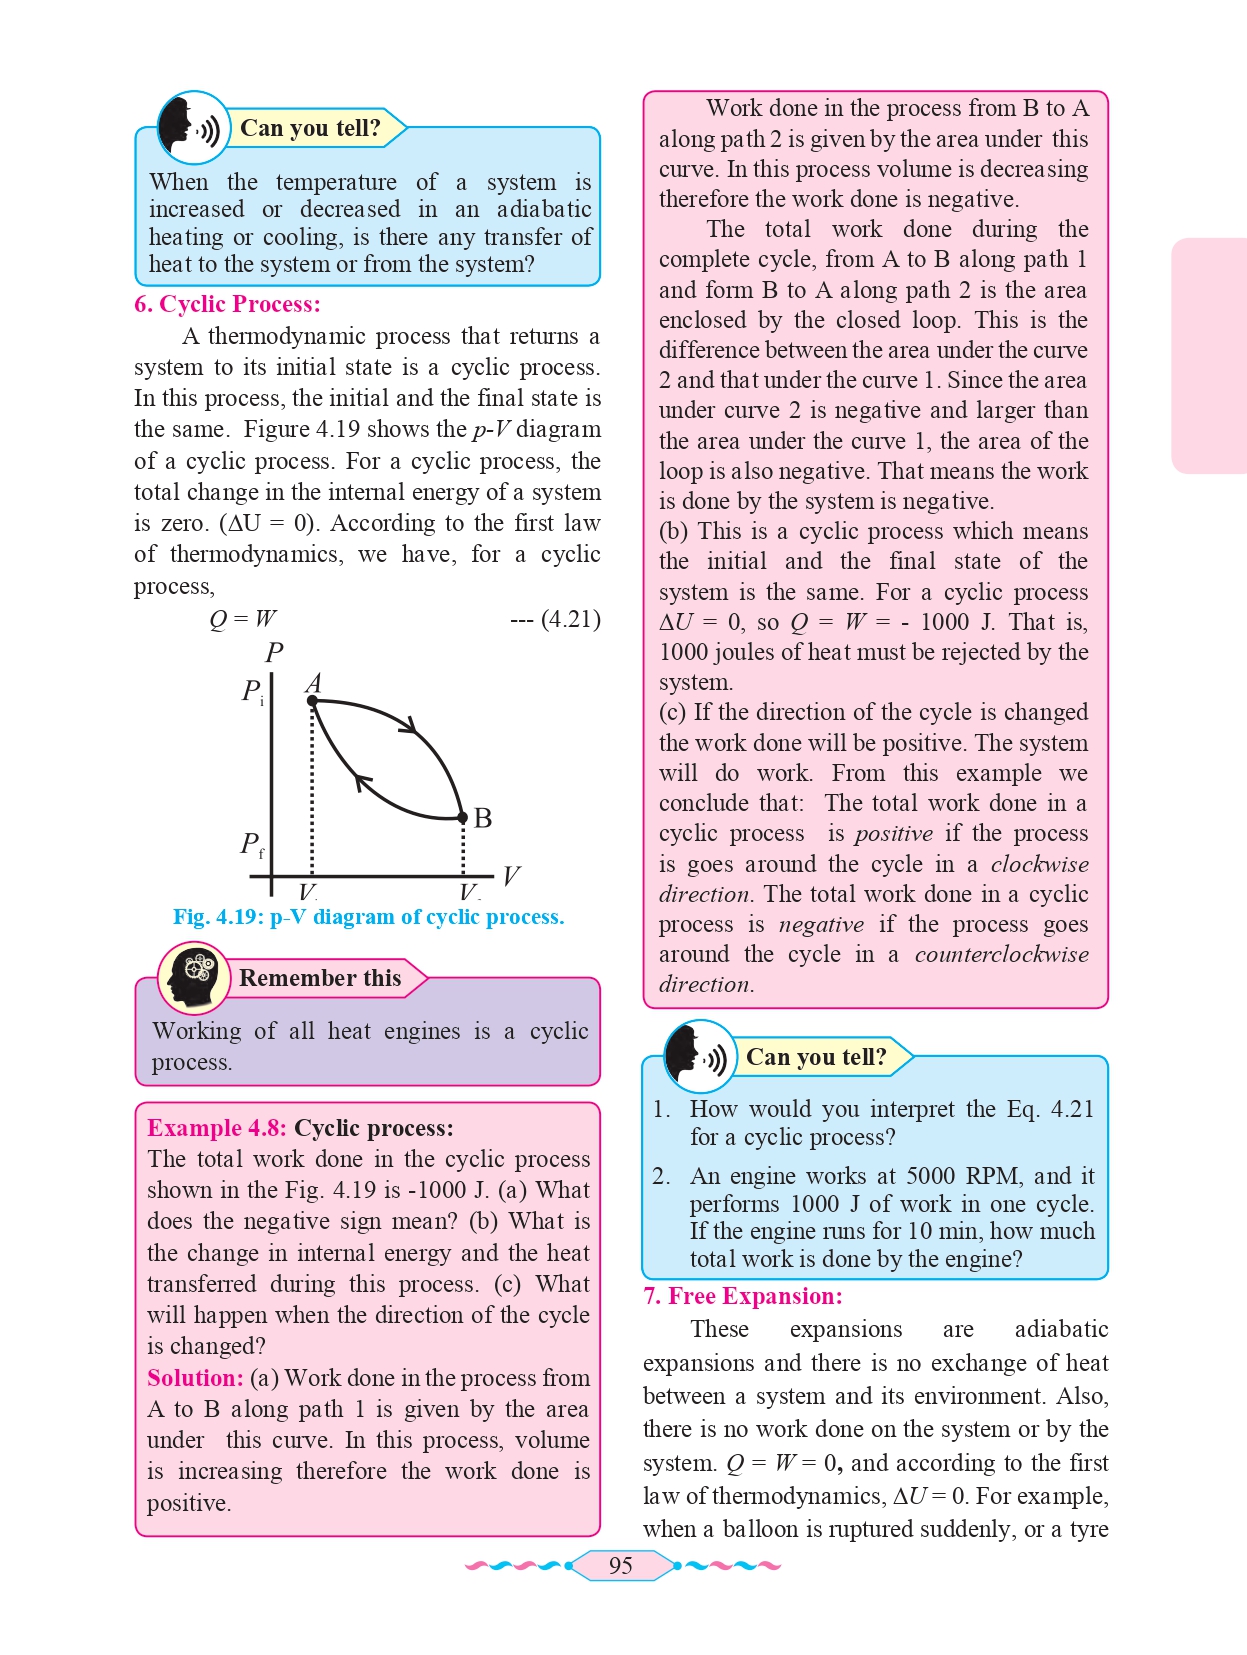 Can you tell?
When the temperature of a system is
increased or decreased in an adiabatic
heating or cooling, is there any transfer of
heat to the system or from the system?
6. Cyclic Process:
A thermodynamic process that returns a
system to its initial state is a cyclic process.
In this process, the initial and the final state is
the same. Figure 4.19 shows the p-V diagram
of a cyclic process. For a cyclic process, the
total change in the internal energy of a system
is zero. (ΔU = 0). According to the first law
of thermodynamics, we have, for a cyclic
process,
Q = W --- (4.21)
P
Pi
A
B
Pf
V
V
V
Fig. 4.19: p-V diagram of cyclic process.
Remember this
Working of all heat engines is a cyclic
process.
Example 4.8: Cyclic process:
The total work done in the cyclic process
shown in the Fig. 4.19 is -1000 J. (a) What
does the negative sign mean? (b) What is
the change in internal energy and the heat
transferred during this process. (c) What
will happen when the direction of the cycle
is changed?
Solution: (a) Work done in the process from
A to B along path 1 is given by the area
under this curve. In this process, volume
is increasing therefore the work done is
positive.
Work done in the process from B to A
along path 2 is given by the area under this
curve. In this process volume is decreasing
therefore the work done is negative.
The total work done during the
complete cycle, from A to B along path 1
and form B to A along path 2 is the area
enclosed by the closed loop. This is the
difference between the area under the curve
2 and that under the curve 1. Since the area
under curve 2 is negative and larger than
the area under the curve 1, the area of the
loop is also negative. That means the work
is done by the system is negative.
(b) This is a cyclic process which means
the initial and the final state of the
system is the same. For a cyclic process
ΔU = 0, so Q = W = - 1000 J. That is,
1000 joules of heat must be rejected by the
system.
(c) If the direction of the cycle is changed
the work done will be positive. The system
will do work. From this example we
conclude that: The total work done in a
cyclic process is positive if the process
is goes around the cycle in a clockwise
direction. The total work done in a cyclic
process is negative if the process goes
around the cycle in a counterclockwise
direction.
Can you tell?
1. How would you interpret the Eq. 4.21
for a cyclic process?
2. An engine works at 5000 RPM, and it
performs 1000 J of work in one cycle.
If the engine runs for 10 min, how much
total work is done by the engine?
7. Free Expansion:
These expansions are adiabatic
expansions and there is no exchange of heat
between a system and its environment. Also,
there is no work done on the system or by the
system. Q = W = 0, and according to the first
law of thermodynamics, ΔU = 0. For example,
when a balloon is ruptured suddenly, or a tyre
95